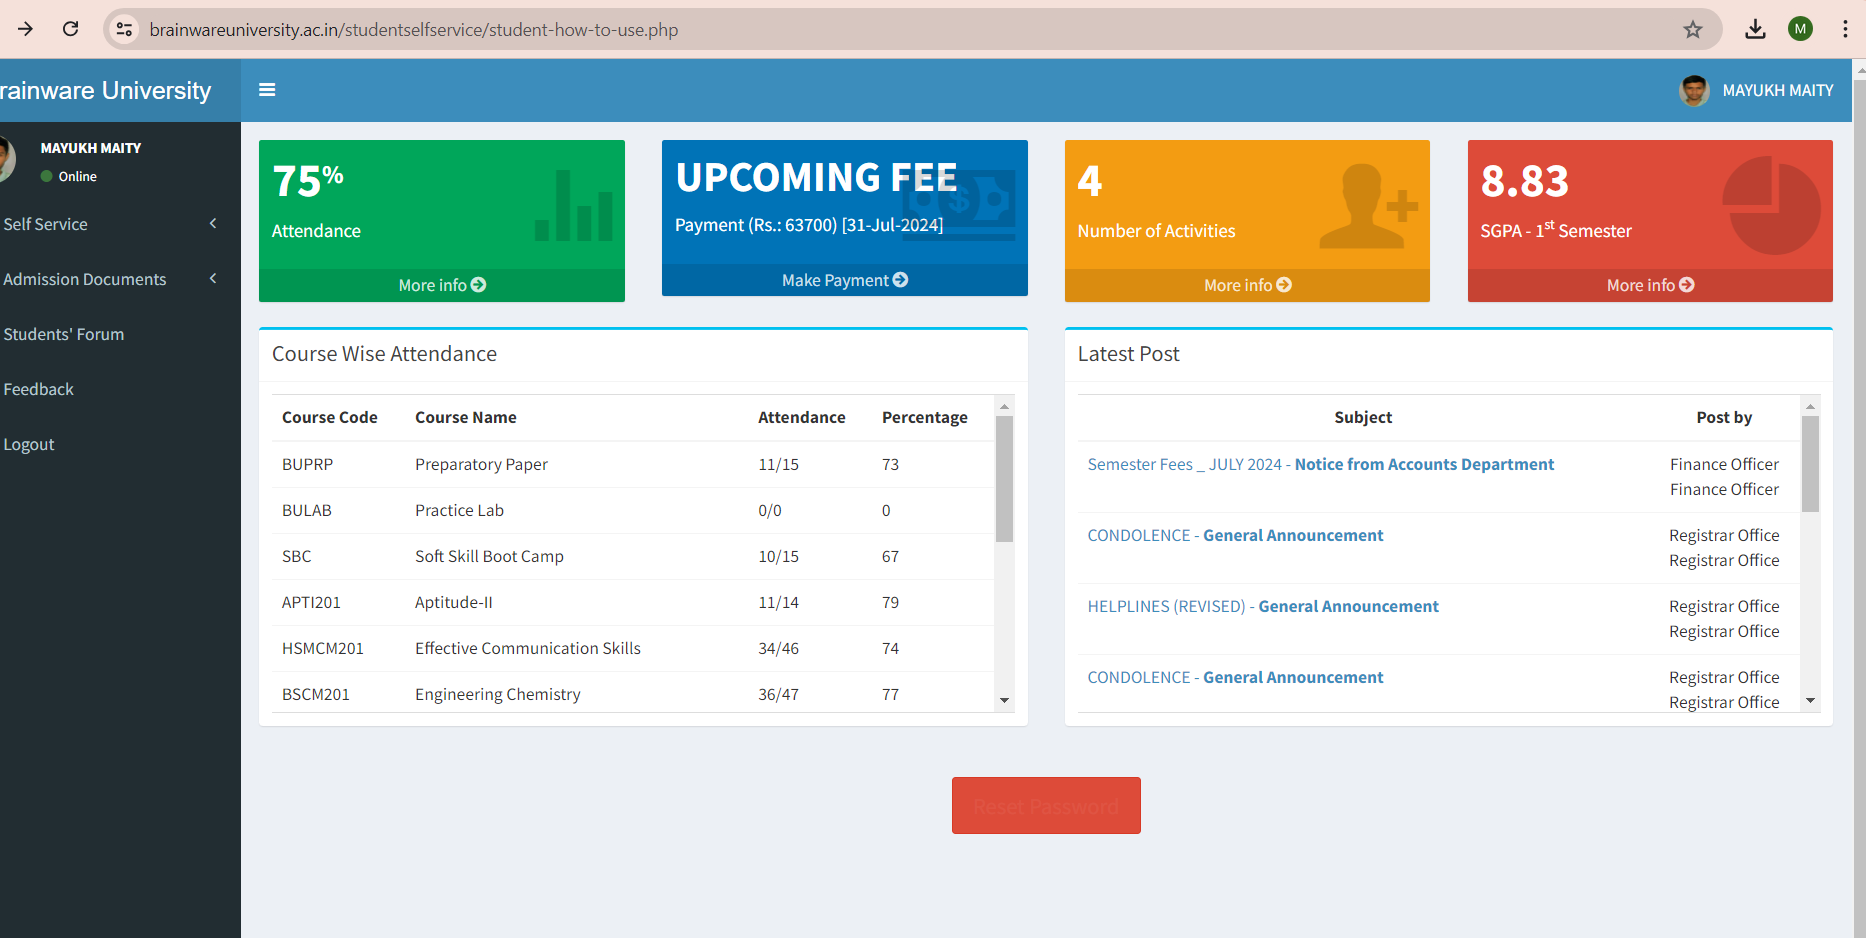 brainwareuniversity.ac.in/studentselfservice/student-how-to-use.php
M
rainware University
MAYUKH MAITY
MAYUKH MAITY
Online
Self Service
Admission Documents
Students' Forum
Feedback
Logout
75%
Attendance
More info
UPCOMING FEE
Payment (Rs.: 63700) [31-Jul-2024]
Make Payment
4
Number of Activities
More info
8.83
SGPA - 1st Semester
More info
Course Wise Attendance
Course Code Course Name Attendance Percentage
BUPRP Preparatory Paper 11/15 73
BULAB Practice Lab 0/0 0
SBC Soft Skill Boot Camp 10/15 67
APTI201 Aptitude-II 11/14 79
HSMCM201 Effective Communication Skills 34/46 74
BSCM201 Engineering Chemistry 36/47 77
Latest Post
Subject Post by
Semester Fees _ JULY 2024 - Notice from Accounts Department Finance Officer
Finance Officer
CONDOLENCE - General Announcement Registrar Office
Registrar Office
HELPLINES (REVISED) - General Announcement Registrar Office
Registrar Office
CONDOLENCE - General Announcement Registrar Office
Registrar Office
Reset Password